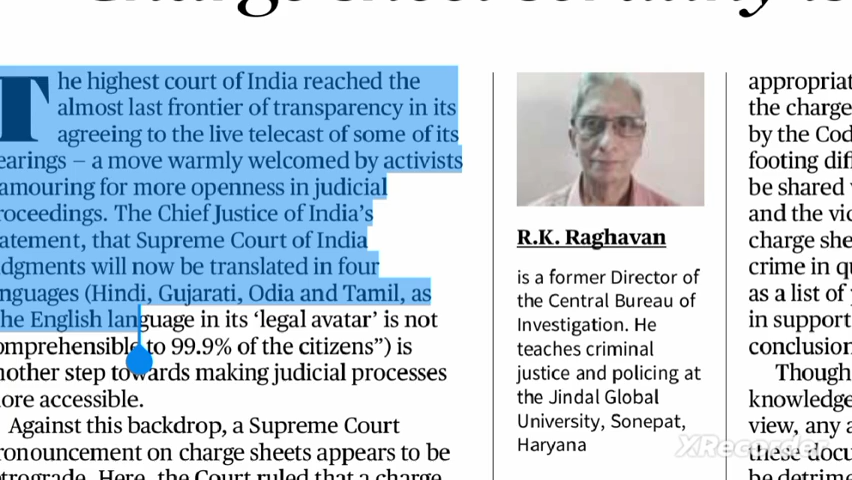 The highest court of India reached the
almost last frontier of transparency in its
agreeing to the live telecast of some of its
earings – a move warmly welcomed by activists
amouring for more openness in judicial
roceedings. The Chief Justice of India’s
atement, that Supreme Court of India
dgments will now be translated in four
nguages (Hindi, Gujarati, Odia and Tamil, as
he English language in its ‘legal avatar’ is not
omprehensible to 99.9% of the citizens”) is
nother step towards making judicial processes
ore accessible.
Against this backdrop, a Supreme Court
ronouncement on charge sheets appears to be
etrograde. Here, the Court ruled that a charge
R.K. Raghavan
is a former Director of
the Central Bureau of
Investigation. He
teaches criminal
justice and policing at
the Jindal Global
University, Sonepat,
Haryana
appropriat
the charge
by the Cod
footing diff
be shared
and the vic
charge she
crime in qu
as a list of
in support
conclusion
Though
knowledge
view, any a
these docu
be detrime
XRecorder